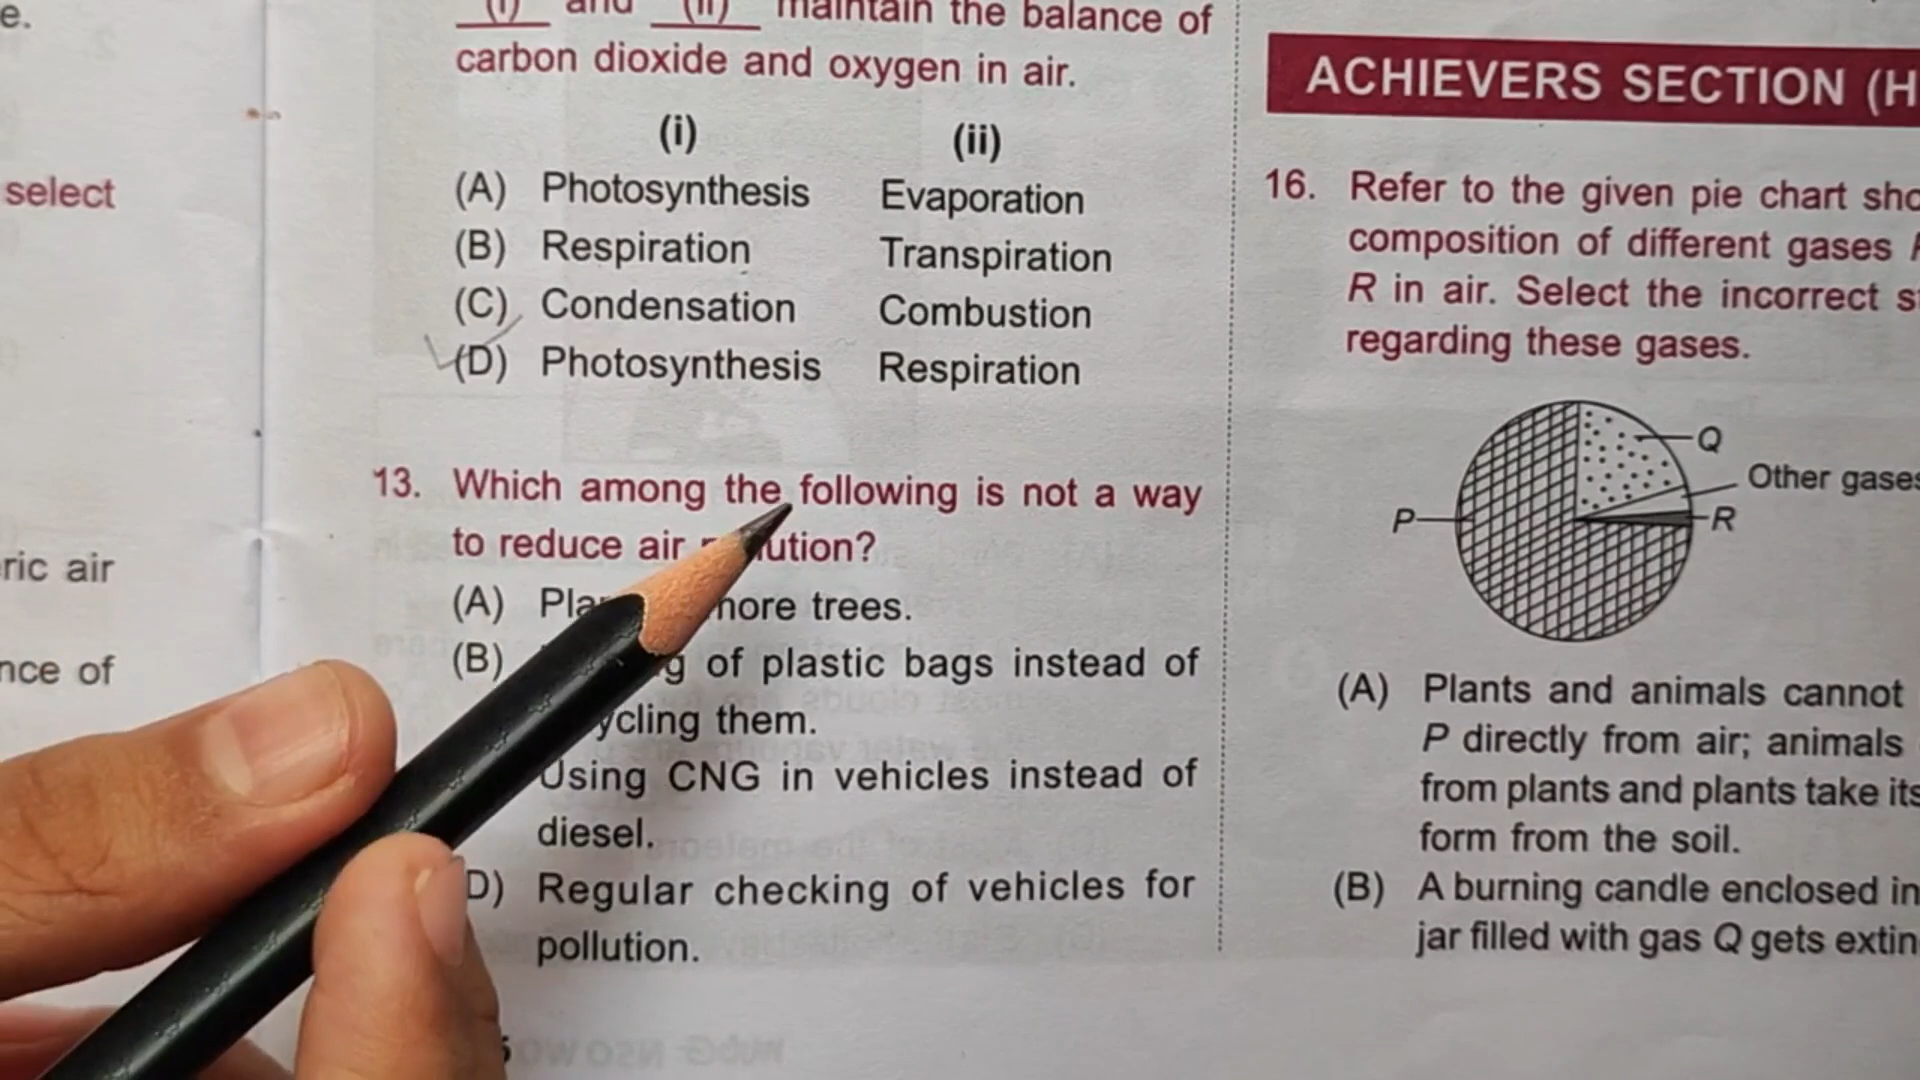 e.
select
ric air
nce of
(i) and (ii) maintain the balance of
carbon dioxide and oxygen in air.
(i) (ii)
(A) Photosynthesis Evaporation
(B) Respiration Transpiration
(C) Condensation Combustion
(D) Photosynthesis Respiration
13. Which among the following is not a way
to reduce air ution?
(A) Pla more trees.
(B) g of plastic bags instead of
ycling them.
Using CNG in vehicles instead of
diesel.
D) Regular checking of vehicles for
pollution.
ACHIEVERS SECTION (H
16. Refer to the given pie chart sho
composition of different gases
R in air. Select the incorrect s
regarding these gases.
Q
Other gases
P
R
(A) Plants and animals cannot
P directly from air; animals
from plants and plants take its
form from the soil.
(B) A burning candle enclosed in
jar filled with gas Q gets extin